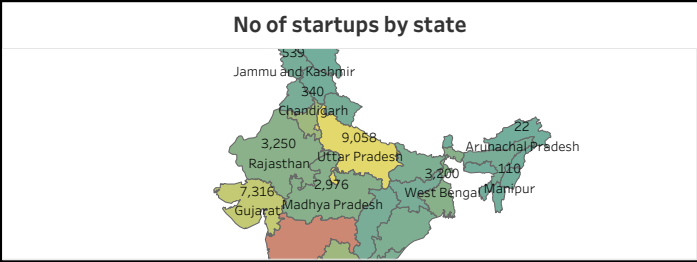 No of startups by state
539
Jammu and Kashmir
340
Chandigarh
3,250
Rajasthan
9,058
Uttar Pradesh
22
Arunachal Pradesh
7,316
Gujarat
2,976
Madhya Pradesh
3,200
West Bengal
110
Manipur